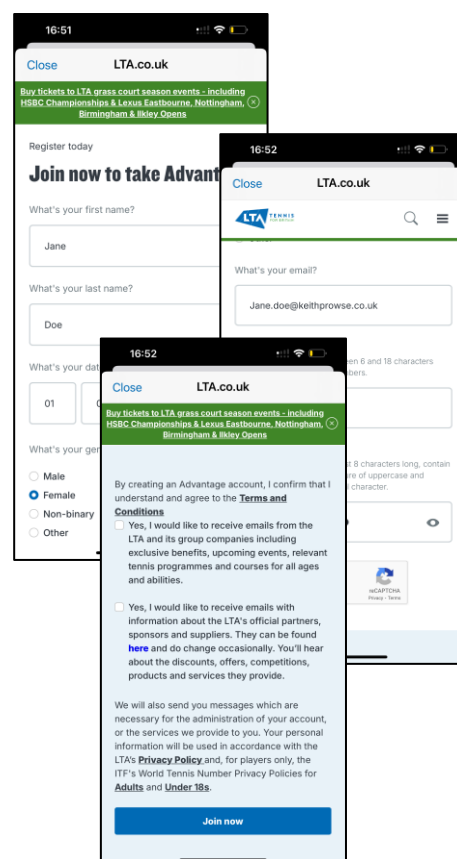 16:51
Close LTA.co.uk
Buy tickets to LTA grass court season events - including
HSBC Championships & Lexus Eastbourne, Nottingham,
Birmingham & Ilkley Opens
Register today
Join now to take Advant
What's your first name?
Jane
What's your last name?
Doe
What's your dat
01
What's your gen
Male
Female
Non-binary
Other
16:52
Close LTA.co.uk
LTA TENNIS
What's your email?
Jane.doe@keithprowse.co.uk
en 6 and 18 characters
bers.
st 8 characters long, contain
re of uppercase and
l character.
reCAPTCHA
Privacy - Terms
16:52
Close LTA.co.uk
Buy tickets to LTA grass court season events - including
HSBC Championships & Lexus Eastbourne, Nottingham,
Birmingham & Ilkley Opens
By creating an Advantage account, I confirm that I
understand and agree to the Terms and
Conditions
Yes, I would like to receive emails from the
LTA and its group companies including
exclusive benefits, upcoming events, relevant
tennis programmes and courses for all ages
and abilities.
Yes, I would like to receive emails with
information about the LTA's official partners,
sponsors and suppliers. They can be found
here and do change occasionally. You'll hear
about the discounts, offers, competitions,
products and services they provide.
We will also send you messages which are
necessary for the administration of your account,
or the services we provide to you. Your personal
information will be used in accordance with the
LTA's Privacy Policy and, for players only, the
ITF's World Tennis Number Privacy Policies for
Adults and Under 18s.
Join now